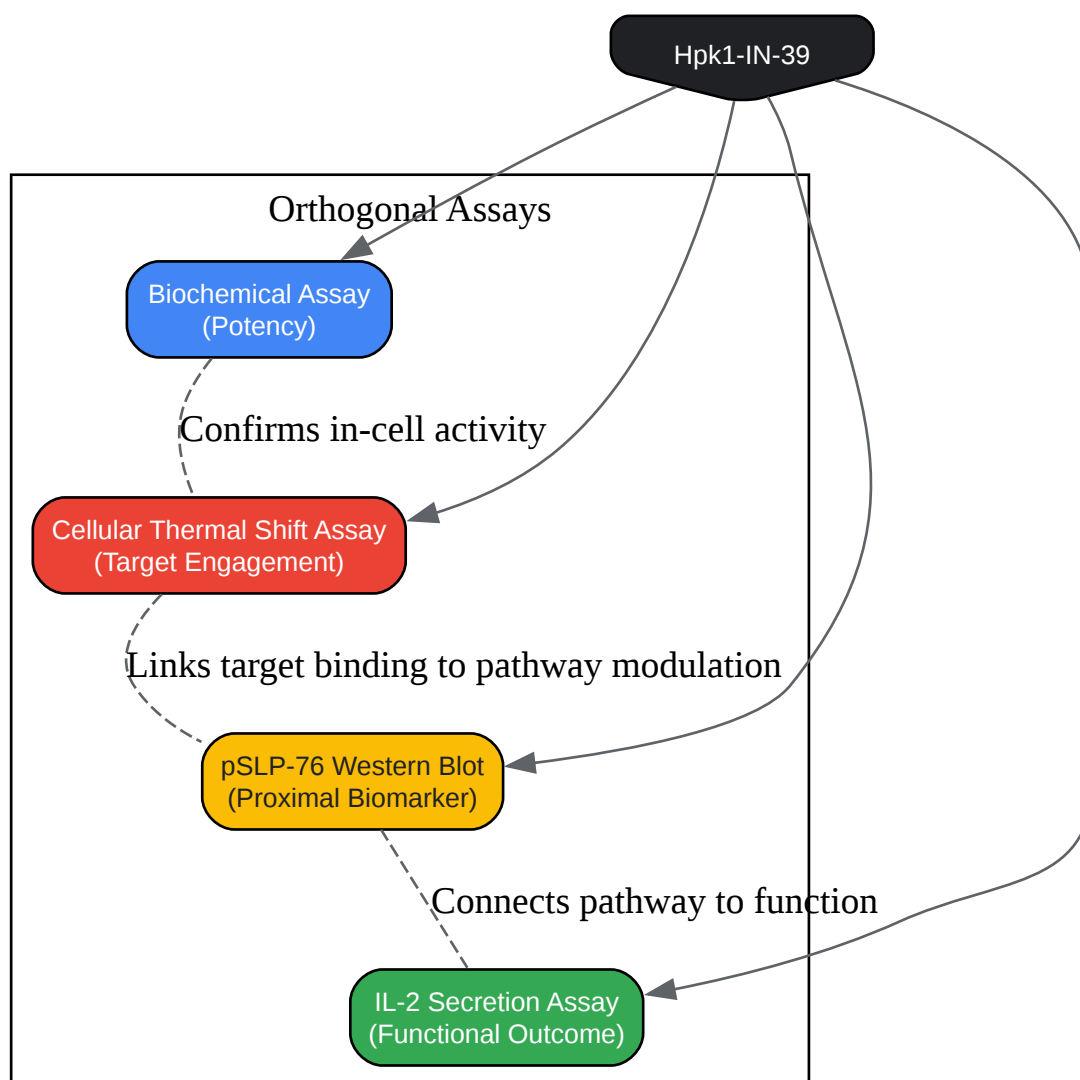 Hpk1-IN-39
Orthogonal Assays
Biochemical Assay
(Potency)
Confirms in-cell activity
Cellular Thermal Shift Assay
(Target Engagement)
Links target binding to pathway modulation
pSLP-76 Western Blot
(Proximal Biomarker)
Connects pathway to function
IL-2 Secretion Assay
(Functional Outcome)